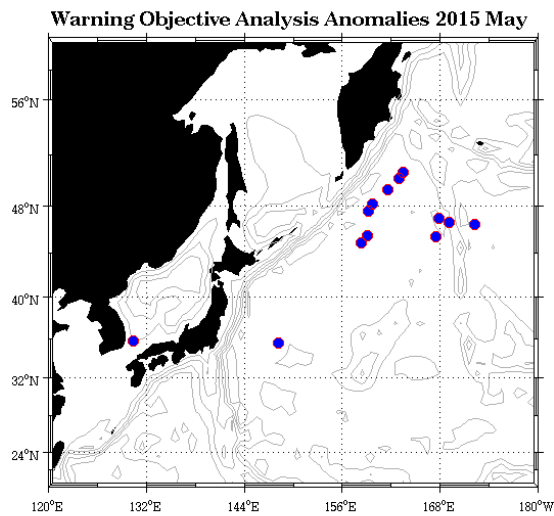 Warning Objective Analysis Anomalies 2015 May
56°N
48°N
40°N
32°N
24°N
120°E 132°E 144°E 156°E 168°E 180°W